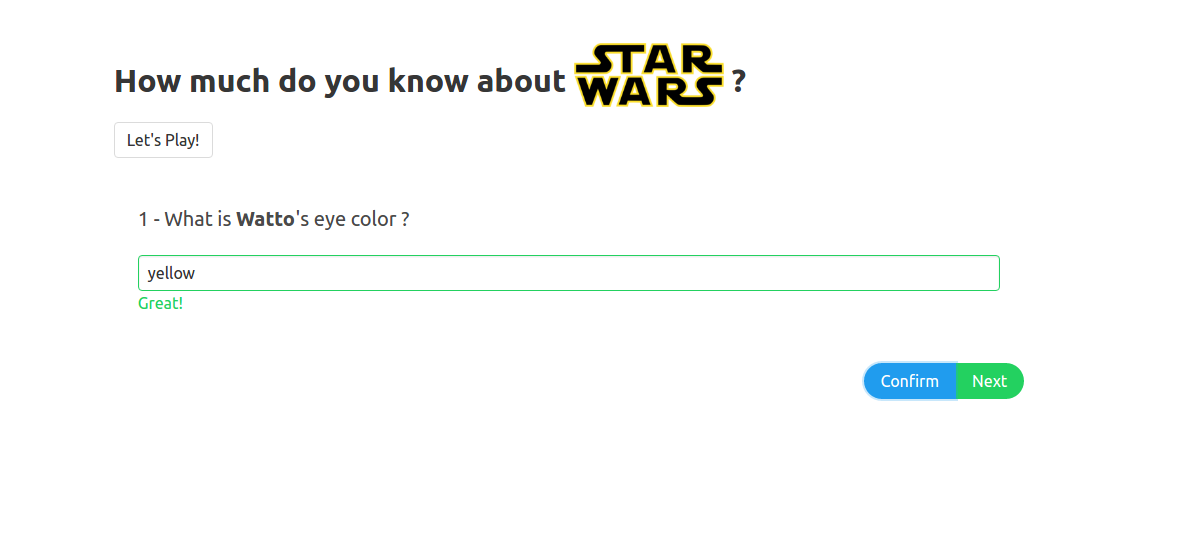 How much do you know about STAR WARS ?
Let's Play!
1 - What is Watto's eye color ?
yellow
Great!
Confirm Next